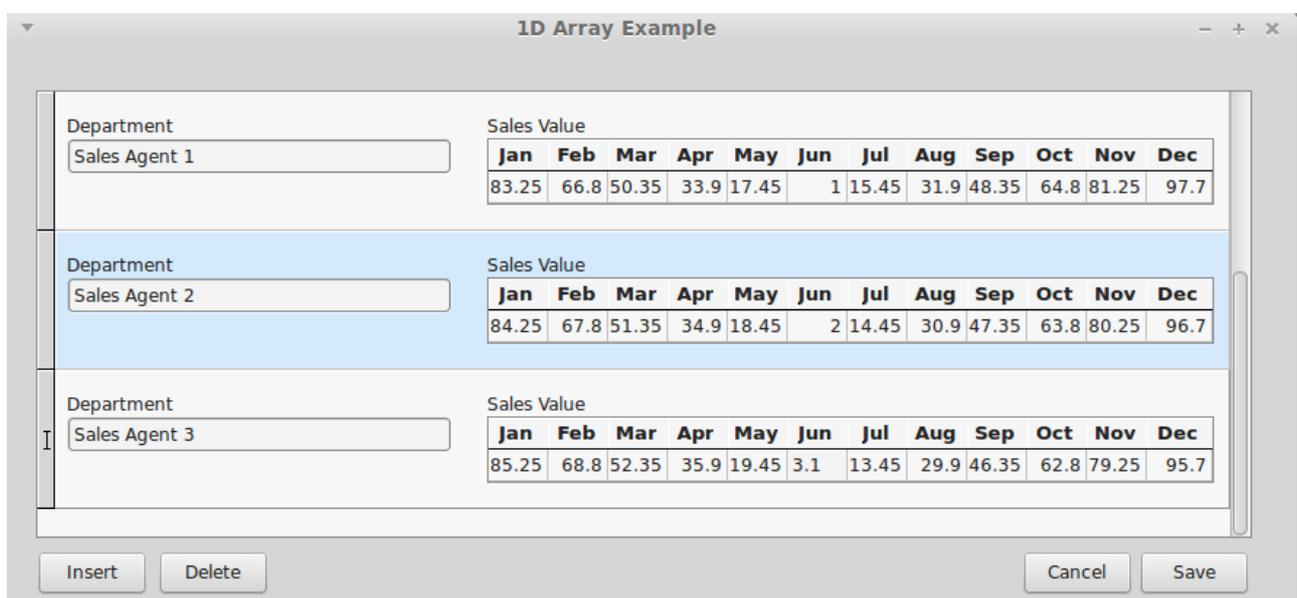 1D Array Example
Department Sales Value
Sales Agent 1
Jan Feb Mar Apr May Jun Jul Aug Sep Oct Nov Dec
83.25 66.8 50.35 33.9 17.45 1 15.45 31.9 48.35 64.8 81.25 97.7
Department Sales Value
Sales Agent 2
Jan Feb Mar Apr May Jun Jul Aug Sep Oct Nov Dec
84.25 67.8 51.35 34.9 18.45 2 14.45 30.9 47.35 63.8 80.25 96.7
Department Sales Value
Sales Agent 3
Jan Feb Mar Apr May Jun Jul Aug Sep Oct Nov Dec
85.25 68.8 52.35 35.9 19.45 3.1 13.45 29.9 46.35 62.8 79.25 95.7
Insert Delete Cancel Save